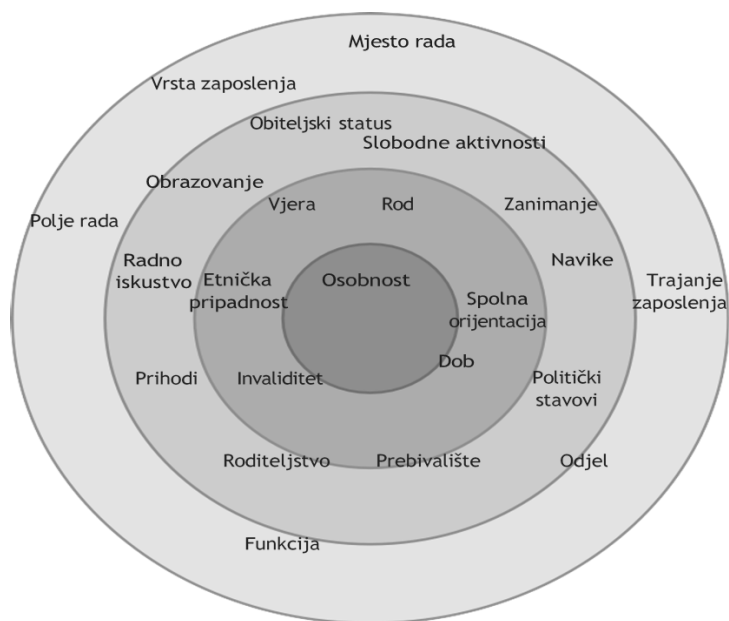 Mjesto rada
Vrsta zaposlenja
Obiteljski status
Slobodne aktivnosti
Obrazovanje
Vjera
Rod
Zanimanje
Polje rada
Radno
iskustvo
Etnička
pripadnost
Osobnost
Spolna
orijentacija
Navike
Trajanje
zaposlenja
Dob
Prihodi
Invaliditet
Politički
stavovi
Roditeljstvo
Prebivalište
Odjel
Funkcija